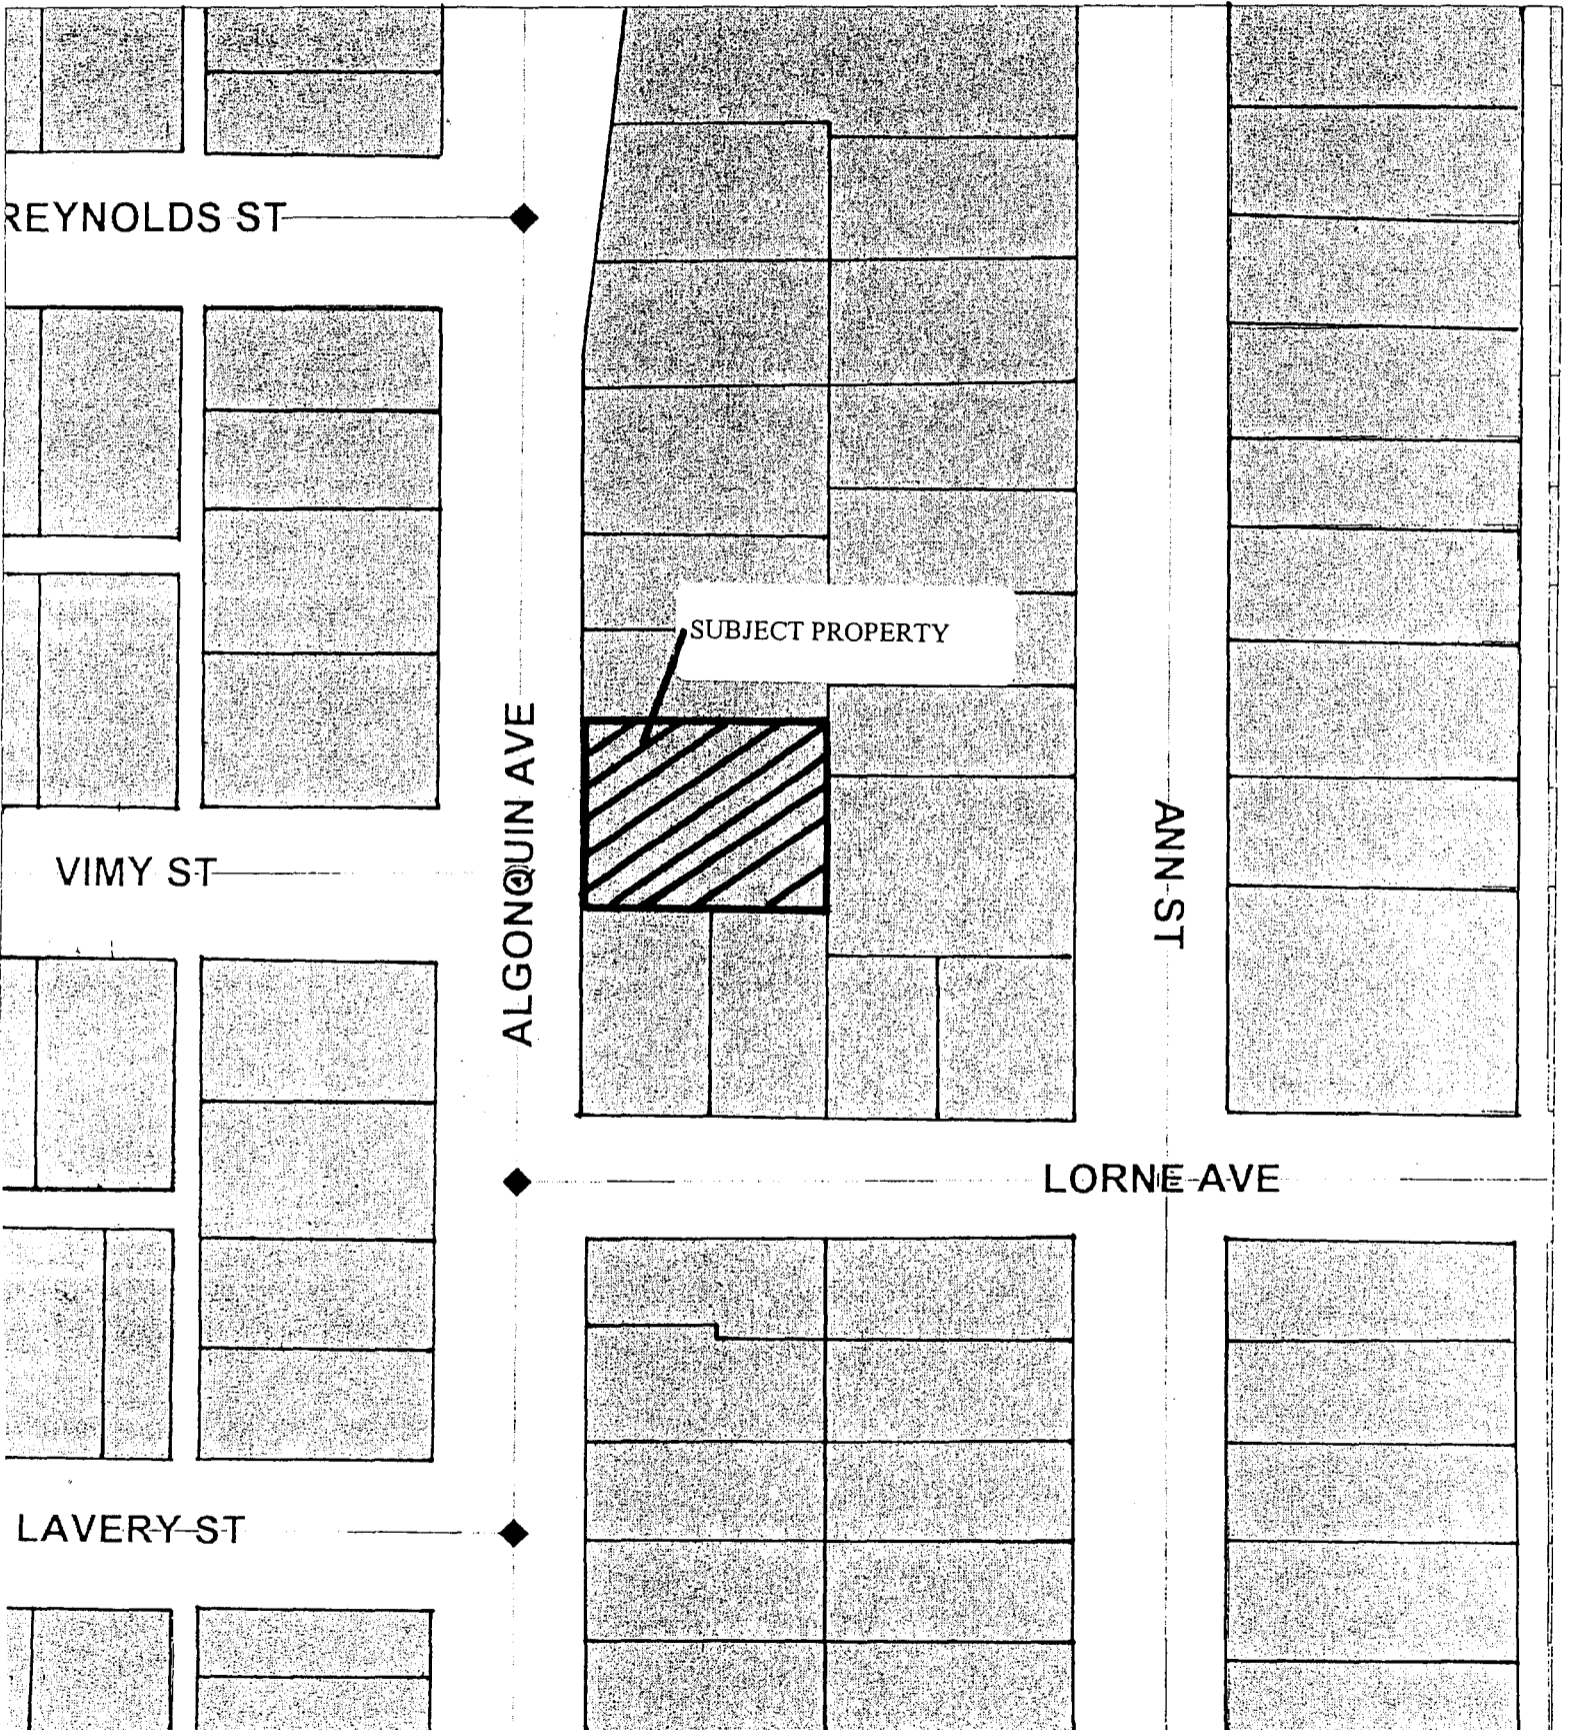 REYNOLDS ST
SUBJECT PROPERTY
ALGONQUIN AVE
ANN ST
VIMY ST
LORNE AVE
LAVERY ST